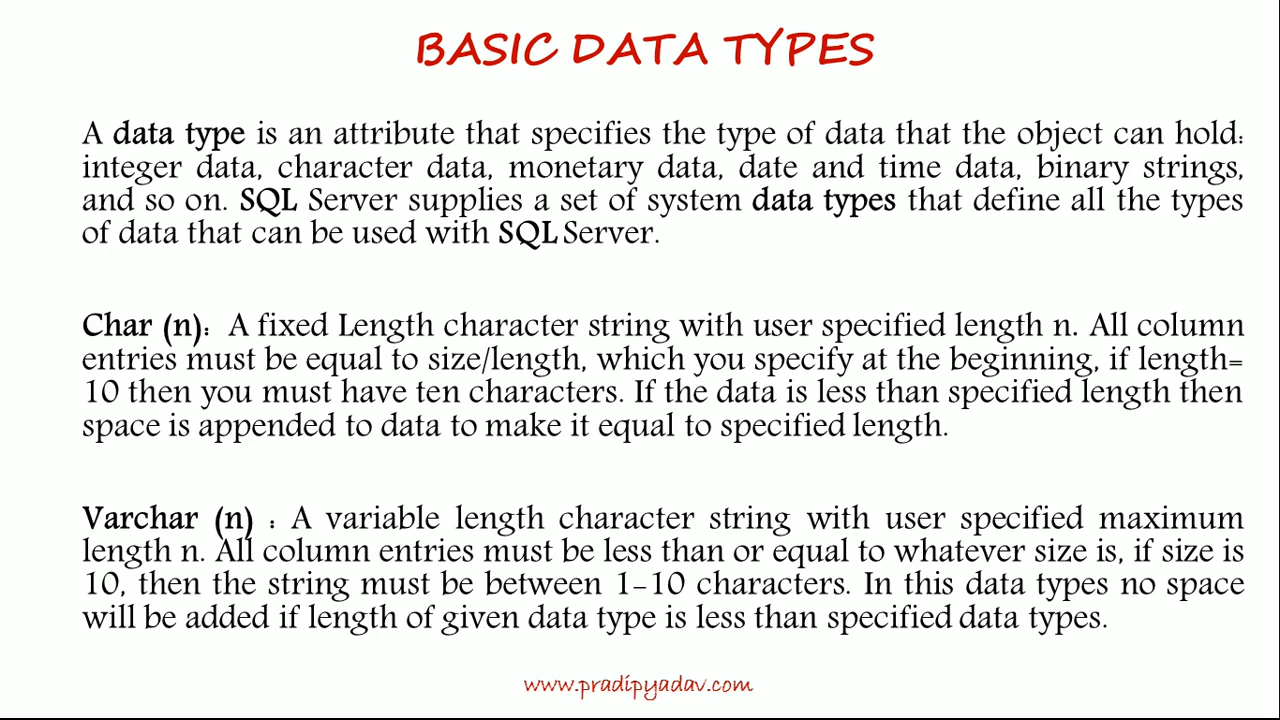 BASIC DATA TYPES
A data type is an attribute that specifies the type of data that the object can hold:
integer data, character data, monetary data, date and time data, binary strings,
and so on. SQL Server supplies a set of system data types that define all the types
of data that can be used with SQL Server.
Char (n): A fixed Length character string with user specified length n. All column
entries must be equal to size/length, which you specify at the beginning, if length=
10 then you must have ten characters. If the data is less than specified length then
space is appended to data to make it equal to specified length.
Varchar (n) : A variable length character string with user specified maximum
length n. All column entries must be less than or equal to whatever size is, if size is
10, then the string must be between 1-10 characters. In this data types no space
will be added if length of given data type is less than specified data types.
www.pradipyadav.com